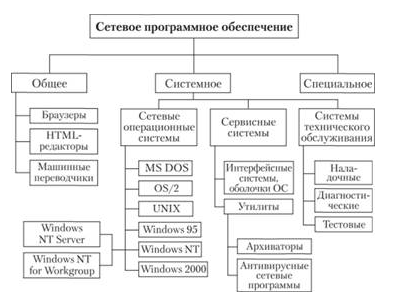 Сетевое программное обеспечение
Общее
Системное
Специальное
Браузеры
HTML-
редакторы
Машинные
переводчики
Сетевые
операционные
системы
Сервисные
системы
Системы
технического
обслуживания
MS DOS
OS/2
UNIX
Windows 95
Windows NT
Windows 2000
Windows
NT Server
Windows NT
for Workgroup
Интерфейсные
системы,
оболочки ОС
Утилиты
Архиваторы
Антивирусные
сетевые
программы
Нала-
дочные
Диагности-
ческие
Тестовые